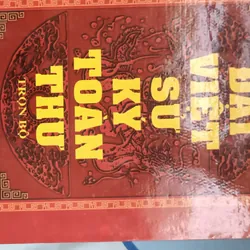 ĐẠI
VIỆT
SỬ
KÝ
TOÀN
THƯ
TRỌN BỘ